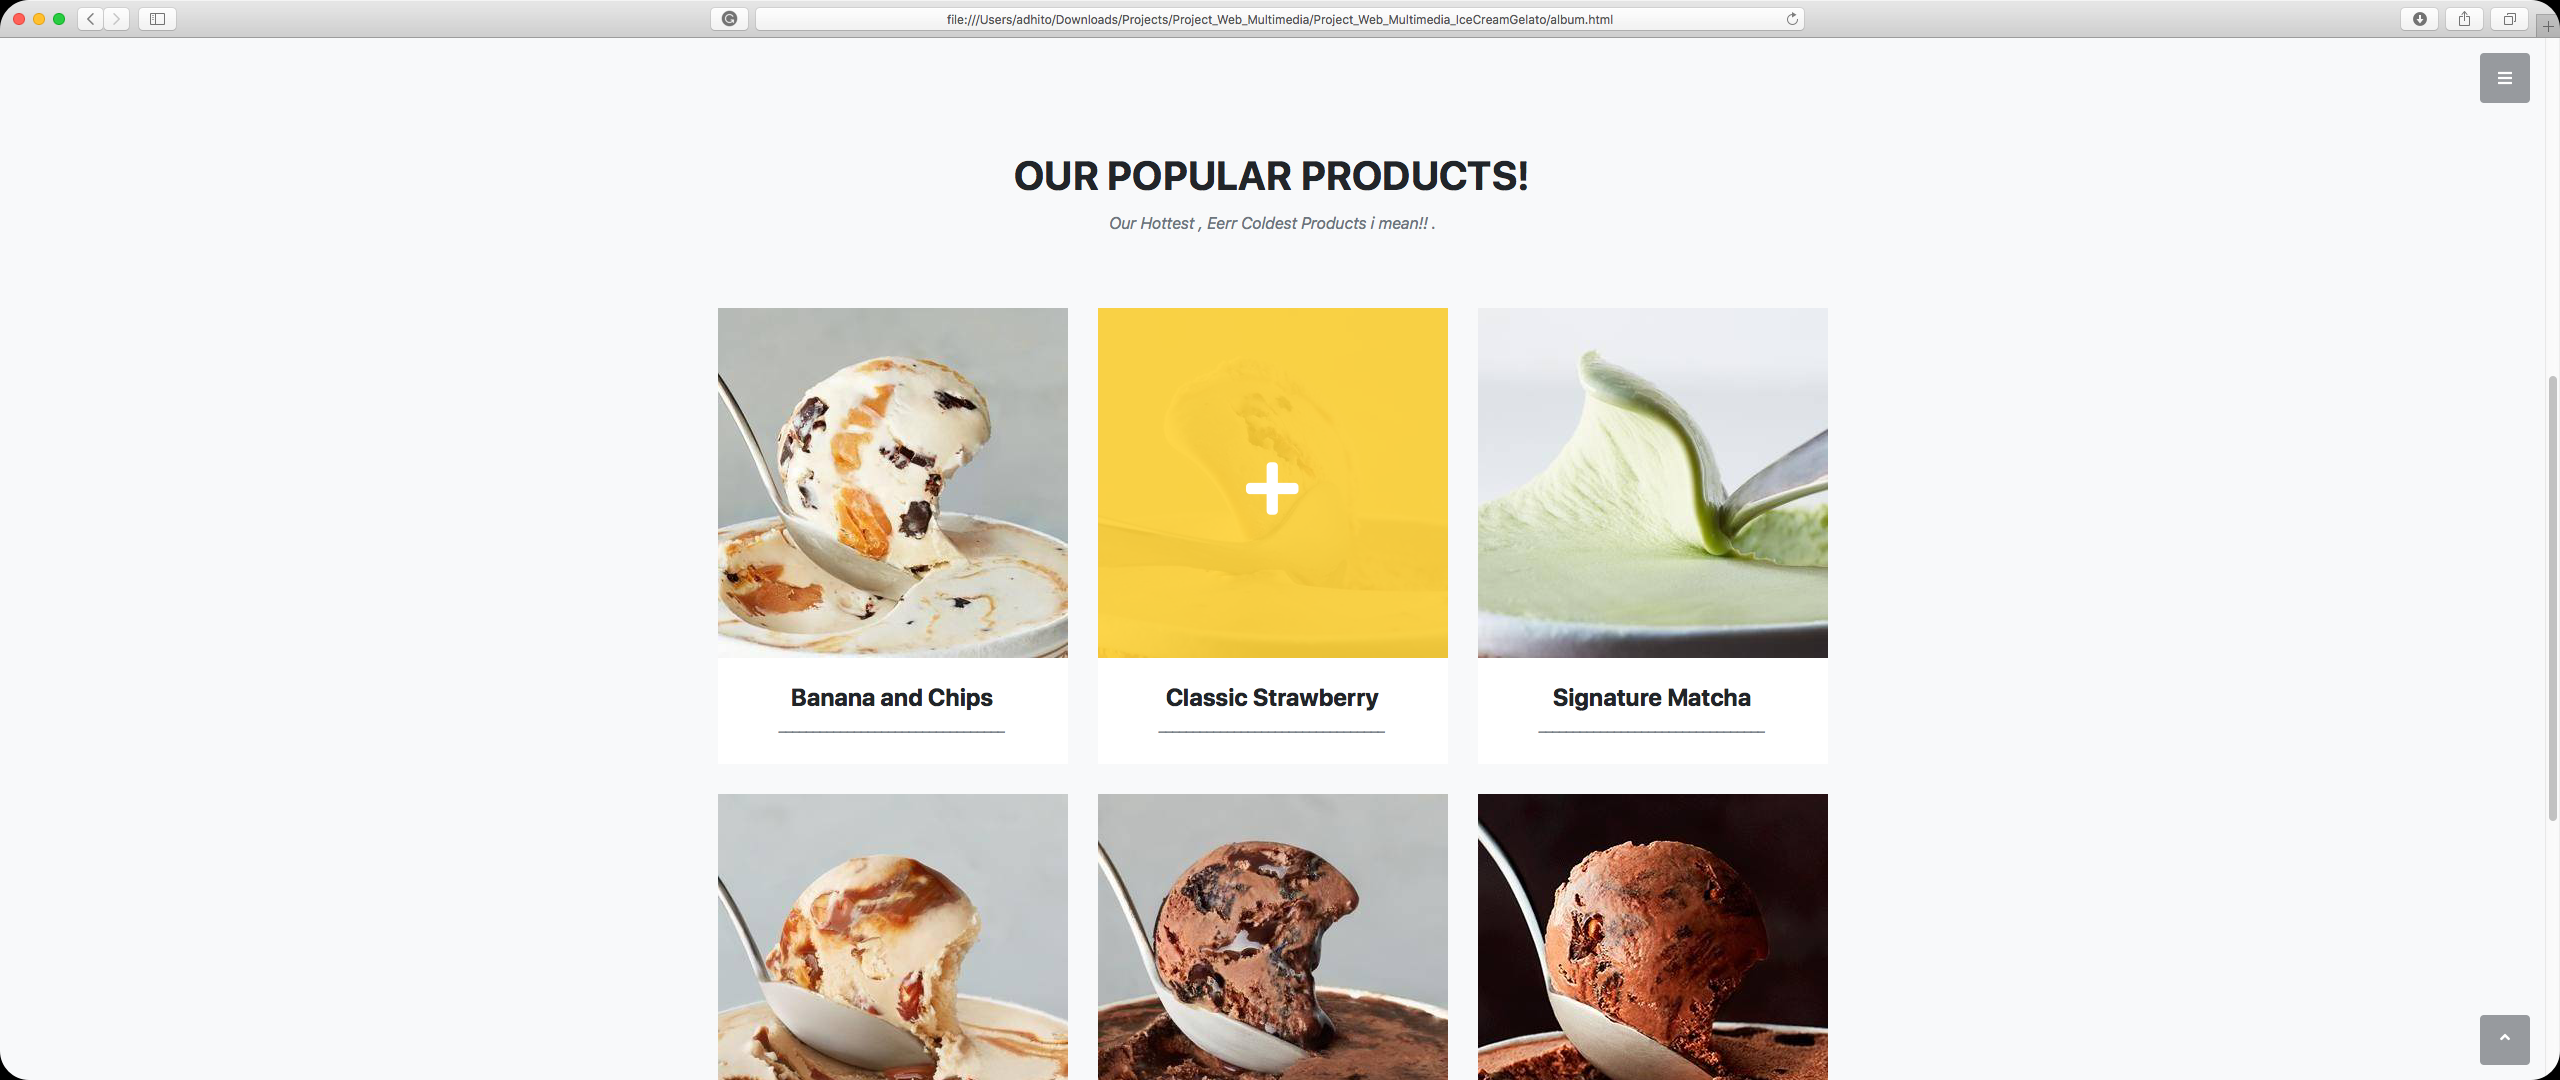 file:///Users/adhito/Downloads/Projects/Project_Web_Multimedia/Project_Web_Multimedia_IceCreamGelato/album.html
OUR POPULAR PRODUCTS!
Our Hottest , Eerr Coldest Products i mean!! .
Banana and Chips
Classic Strawberry
Signature Matcha